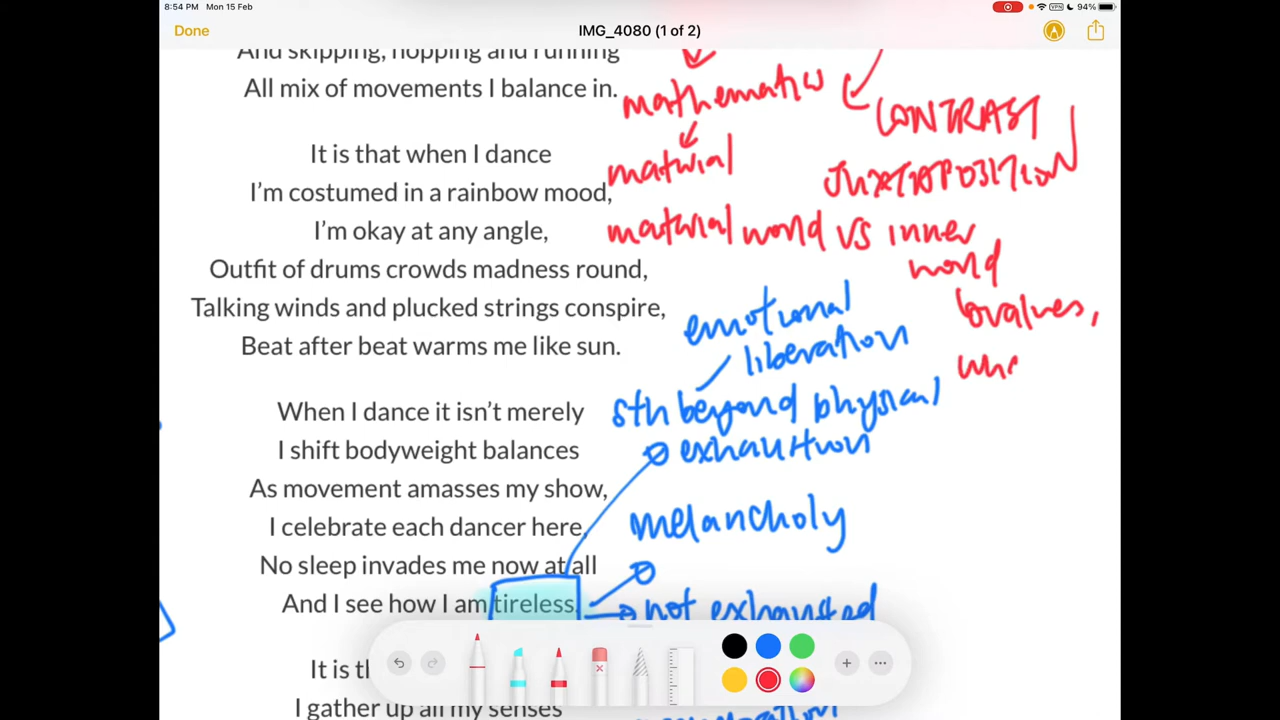 8:54 PM Mon 15 Feb
VPN 94%
Done
IMG_4080 (1 of 2)
And skipping, hopping and running
All mix of movements I balance in.
mathematics
CONTRAST
It is that when I dance
material
JUXTAPOSITION
I'm costumed in a rainbow mood,
I'm okay at any angle,
material world vs inner
world
Outfit of drums crowds madness round,
Talking winds and plucked strings conspire,
values,
emotional
liberation
Beat after beat warms me like sun.
whe
When I dance it isn't merely
sth beyond physical
I shift bodyweight balances
exhaustion
As movement amasses my show,
I celebrate each dancer here,
melancholy
No sleep invades me now at all
And I see how I am tireless.
not exhausted
It is th
I gather up all my senses